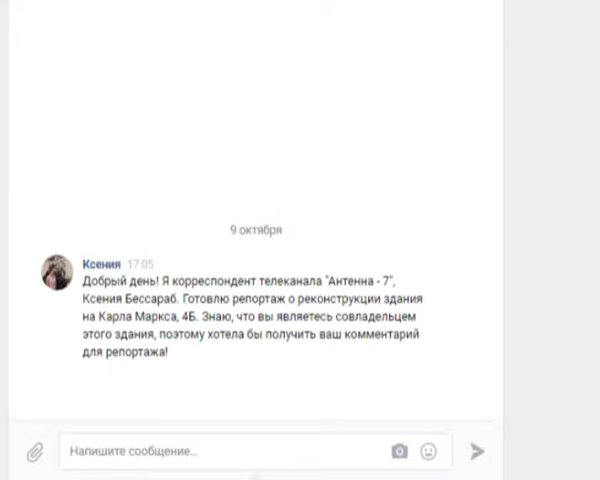 9 октября
Ксения 17:05
Добрый день! Я корреспондент телеканала "Антенна - 7",
Ксения Бессараб. Готовлю репортаж о реконструкции здания
на Карла Маркса, 4Б. Знаю, что вы являетесь совладельцем
этого здания, поэтому хотела бы получить ваш комментарий
для репортажа!
Напишите сообщение...